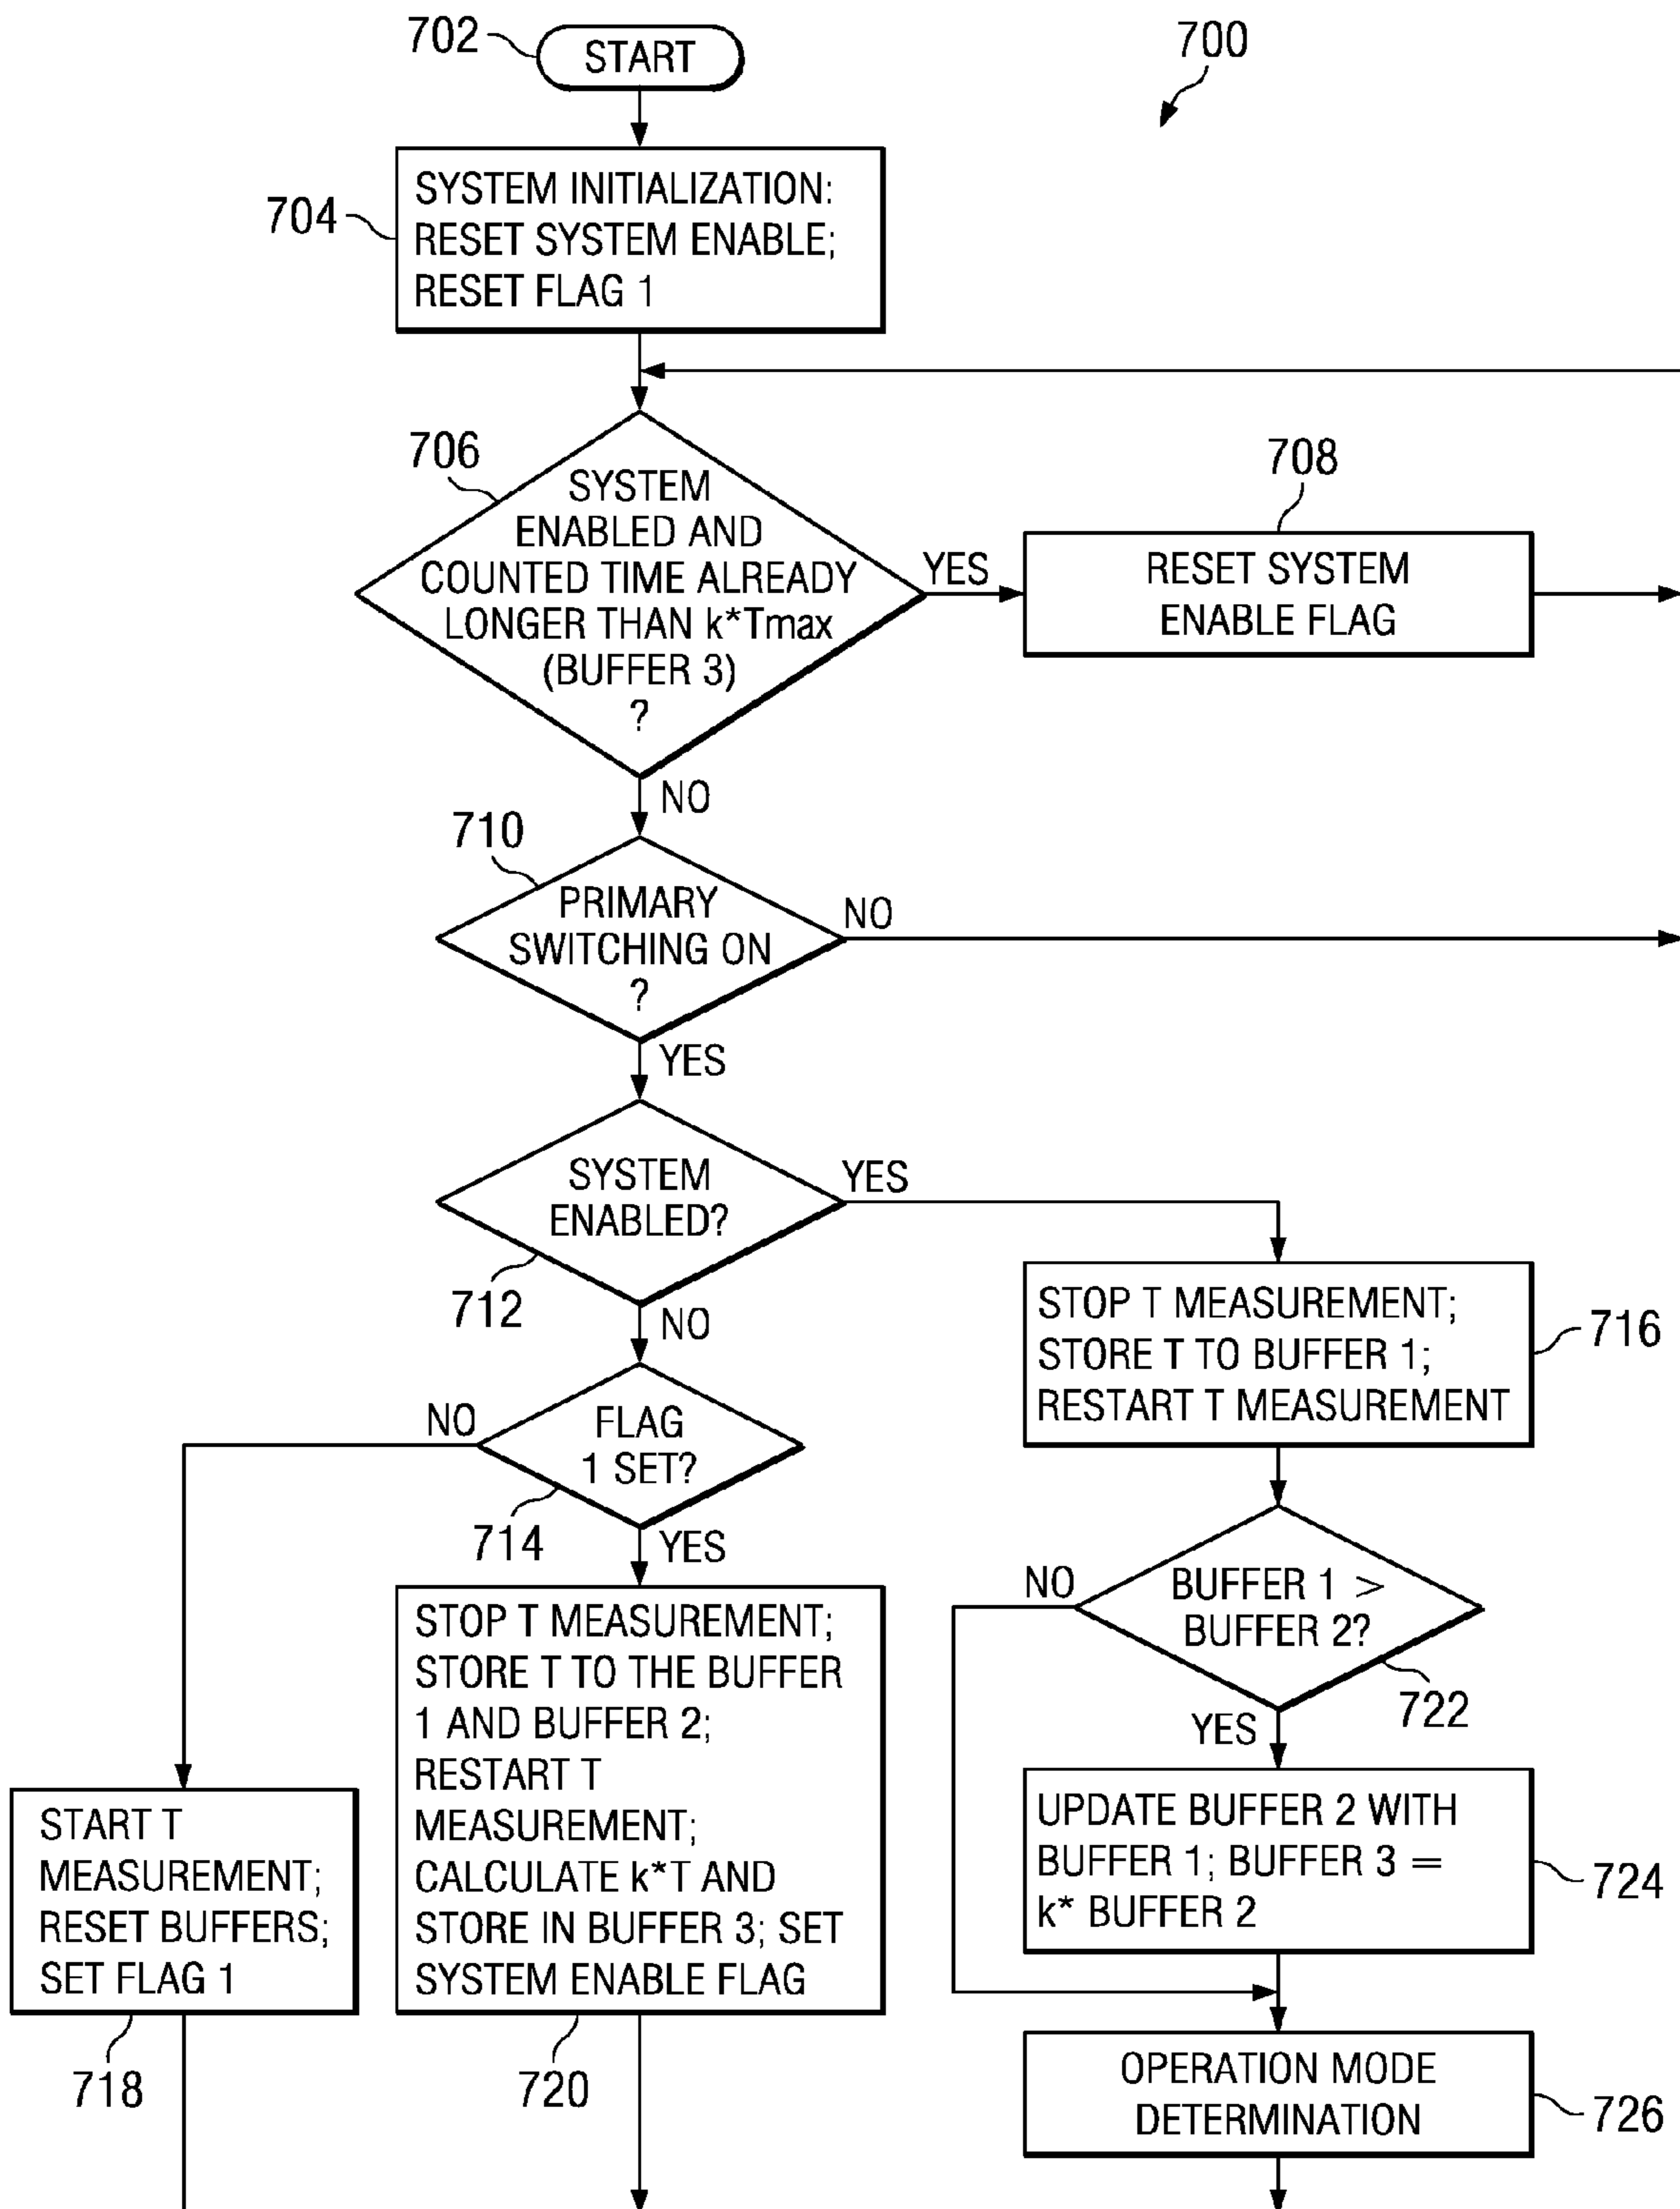 702
START
700
704
SYSTEM INITIALIZATION:
RESET SYSTEM ENABLE;
RESET FLAG 1
706
SYSTEM
ENABLED AND
COUNTED TIME ALREADY
LONGER THAN k*Tmax
(BUFFER 3)
?
YES
708
RESET SYSTEM
ENABLE FLAG
NO
710
PRIMARY
SWITCHING ON
?
NO
YES
SYSTEM
ENABLED?
YES
712
NO
STOP T MEASUREMENT;
STORE T TO BUFFER 1;
RESTART T MEASUREMENT
716
NO
FLAG
1 SET?
714
YES
NO
BUFFER 1 >
BUFFER 2?
722
YES
STOP T MEASUREMENT;
STORE T TO THE BUFFER
1 AND BUFFER 2;
RESTART T
MEASUREMENT;
CALCULATE k*T AND
STORE IN BUFFER 3; SET
SYSTEM ENABLE FLAG
START T
MEASUREMENT;
RESET BUFFERS;
SET FLAG 1
UPDATE BUFFER 2 WITH
BUFFER 1; BUFFER 3 =
k* BUFFER 2
724
718
720
OPERATION MODE
DETERMINATION
726